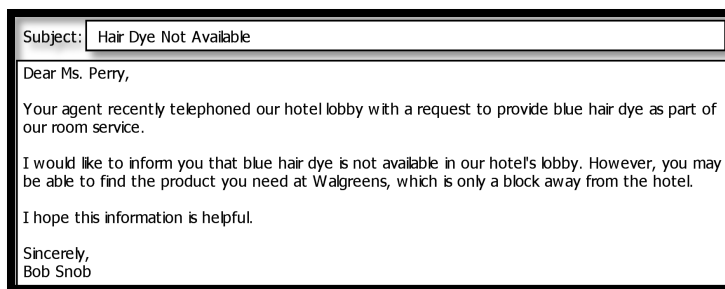 Subject: Hair Dye Not Available
Dear Ms. Perry,
Your agent recently telephoned our hotel lobby with a request to provide blue hair dye as part of
our room service.
I would like to inform you that blue hair dye is not available in our hotel's lobby. However, you may
be able to find the product you need at Walgreens, which is only a block away from the hotel.
I hope this information is helpful.
Sincerely,
Bob Snob